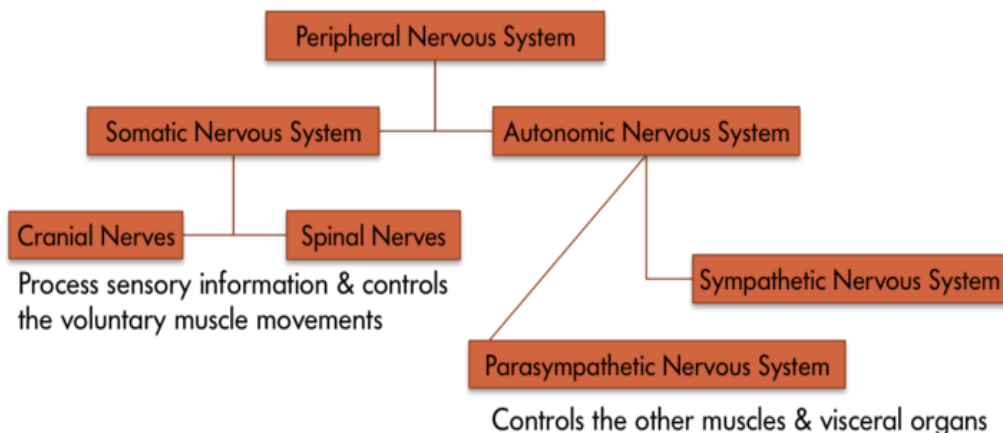 Peripheral Nervous System
Somatic Nervous System
Autonomic Nervous System
Cranial Nerves
Spinal Nerves
Process sensory information & controls
the voluntary muscle movements
Sympathetic Nervous System
Parasympathetic Nervous System
Controls the other muscles & visceral organs